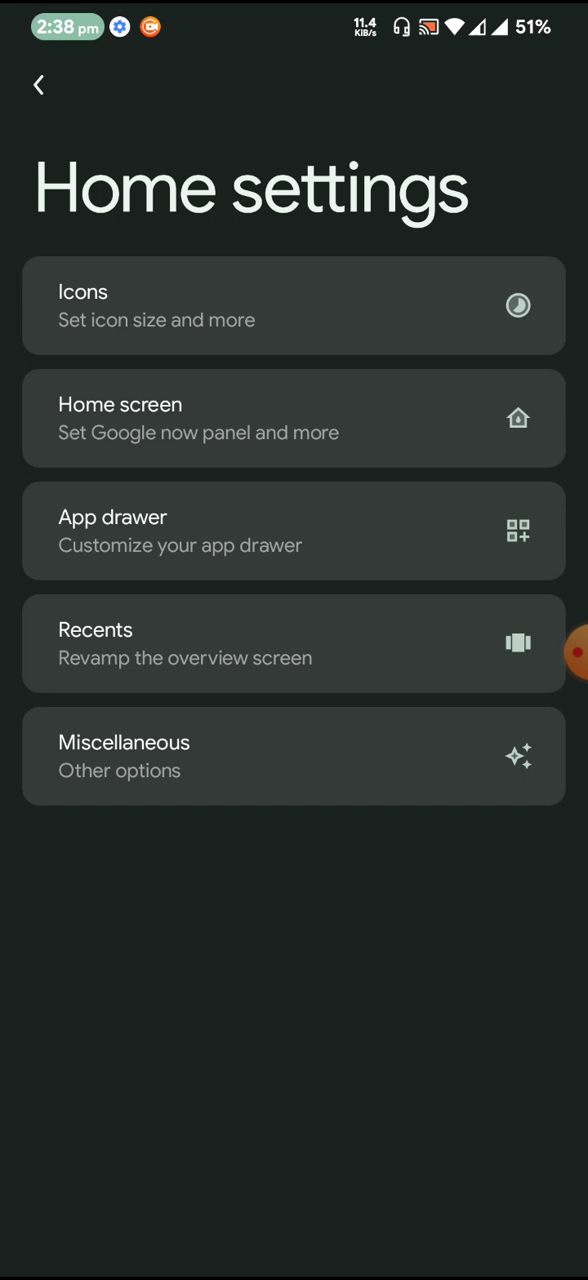 2:38 pm
11.4
KiB/s
51%
Home settings
Icons
Set icon size and more
Home screen
Set Google now panel and more
App drawer
Customize your app drawer
Recents
Revamp the overview screen
Miscellaneous
Other options